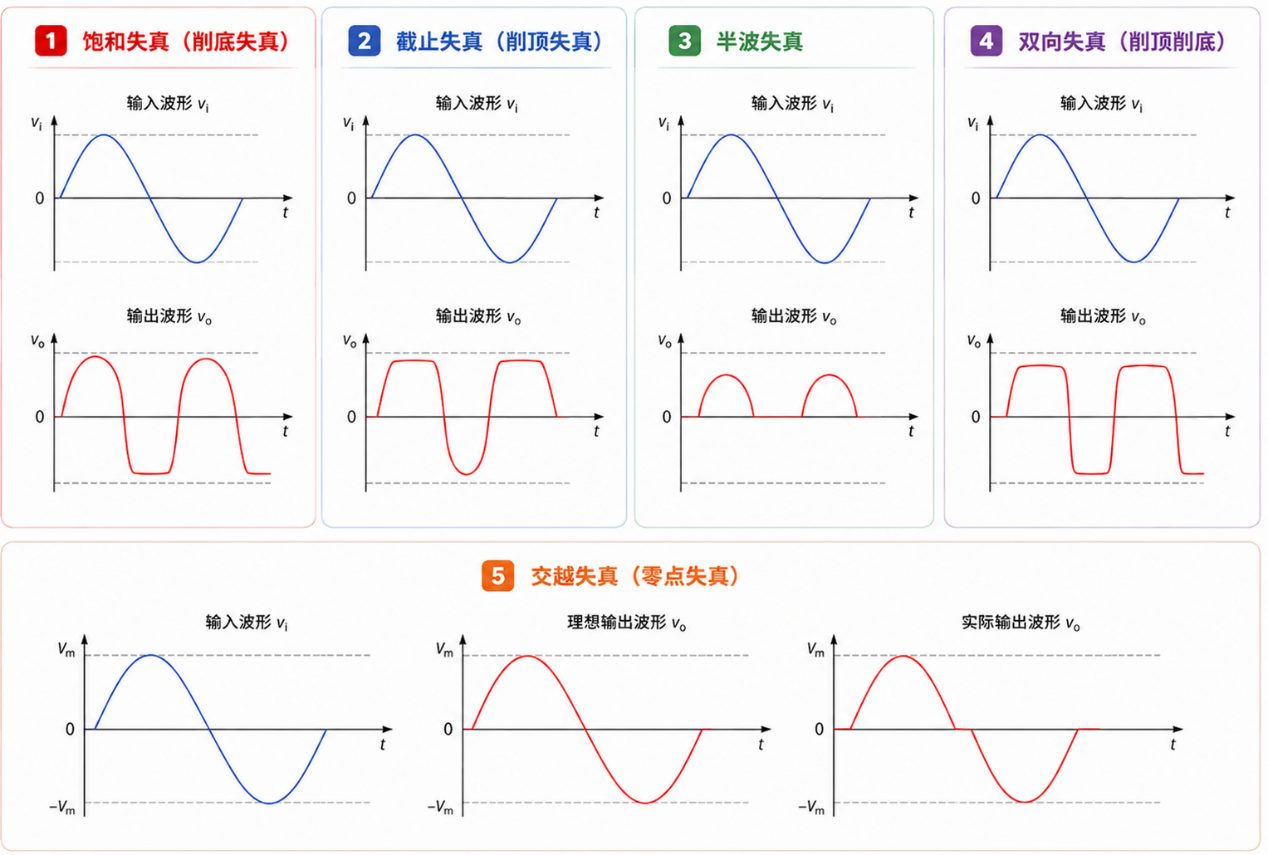 1 饱和失真（削底失真）
输入波形 vi
vi
0
t
输出波形 vo
vo
0
t
2 截止失真（削顶失真）
输入波形 vi
vi
0
t
输出波形 vo
vo
0
t
3 半波失真
输入波形 vi
vi
0
t
输出波形 vo
vo
0
t
4 双向失真（削顶削底）
输入波形 vi
vi
0
t
输出波形 vo
vo
0
t
5 交越失真（零点失真）
输入波形 vi
Vm
0
t
−Vm
理想输出波形 vo
Vm
0
t
−Vm
实际输出波形 vo
Vm
0
t
−Vm